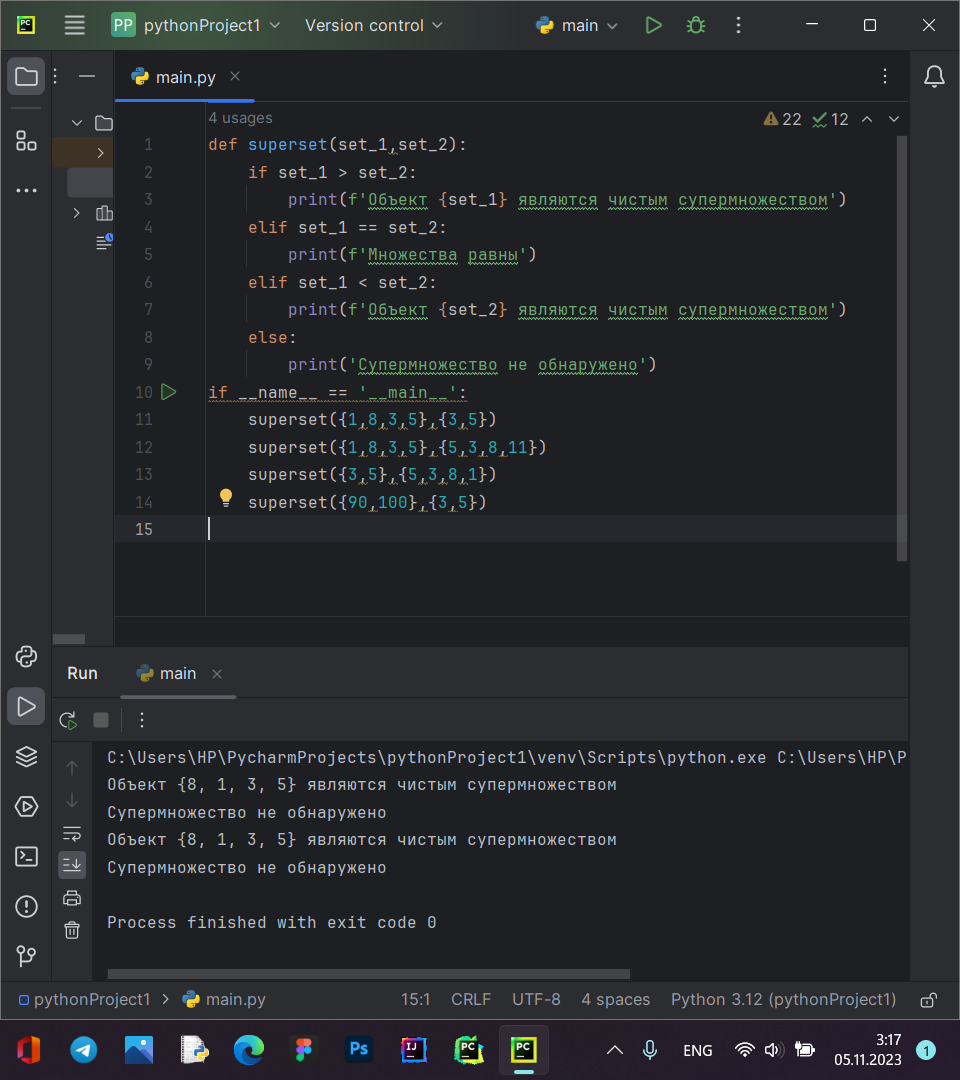 PP pythonProject1 Version control main
main.py
4 usages
22 12
1 def superset(set_1,set_2):
2 if set_1 > set_2:
3 print(f'Объект {set_1} являются чистым супермножеством')
4 elif set_1 == set_2:
5 print(f'Множества равны')
6 elif set_1 < set_2:
7 print(f'Объект {set_2} являются чистым супермножеством')
8 else:
9 print('Супермножество не обнаружено')
10 if __name__ == '__main__':
11 superset({1,8,3,5},{3,5})
12 superset({1,8,3,5},{5,3,8,11})
13 superset({3,5},{5,3,8,1})
14 superset({90,100},{3,5})
15
Run main
C:\Users\HP\PycharmProjects\pythonProject1\venv\Scripts\python.exe C:\Users\HP\P
Объект {8, 1, 3, 5} являются чистым супермножеством
Супермножество не обнаружено
Объект {8, 1, 3, 5} являются чистым супермножеством
Супермножество не обнаружено
Process finished with exit code 0
pythonProject1 > main.py 15:1 CRLF UTF-8 4 spaces Python 3.12 (pythonProject1)
Ps IJ PC PC ENG 3:17 1
05.11.2023